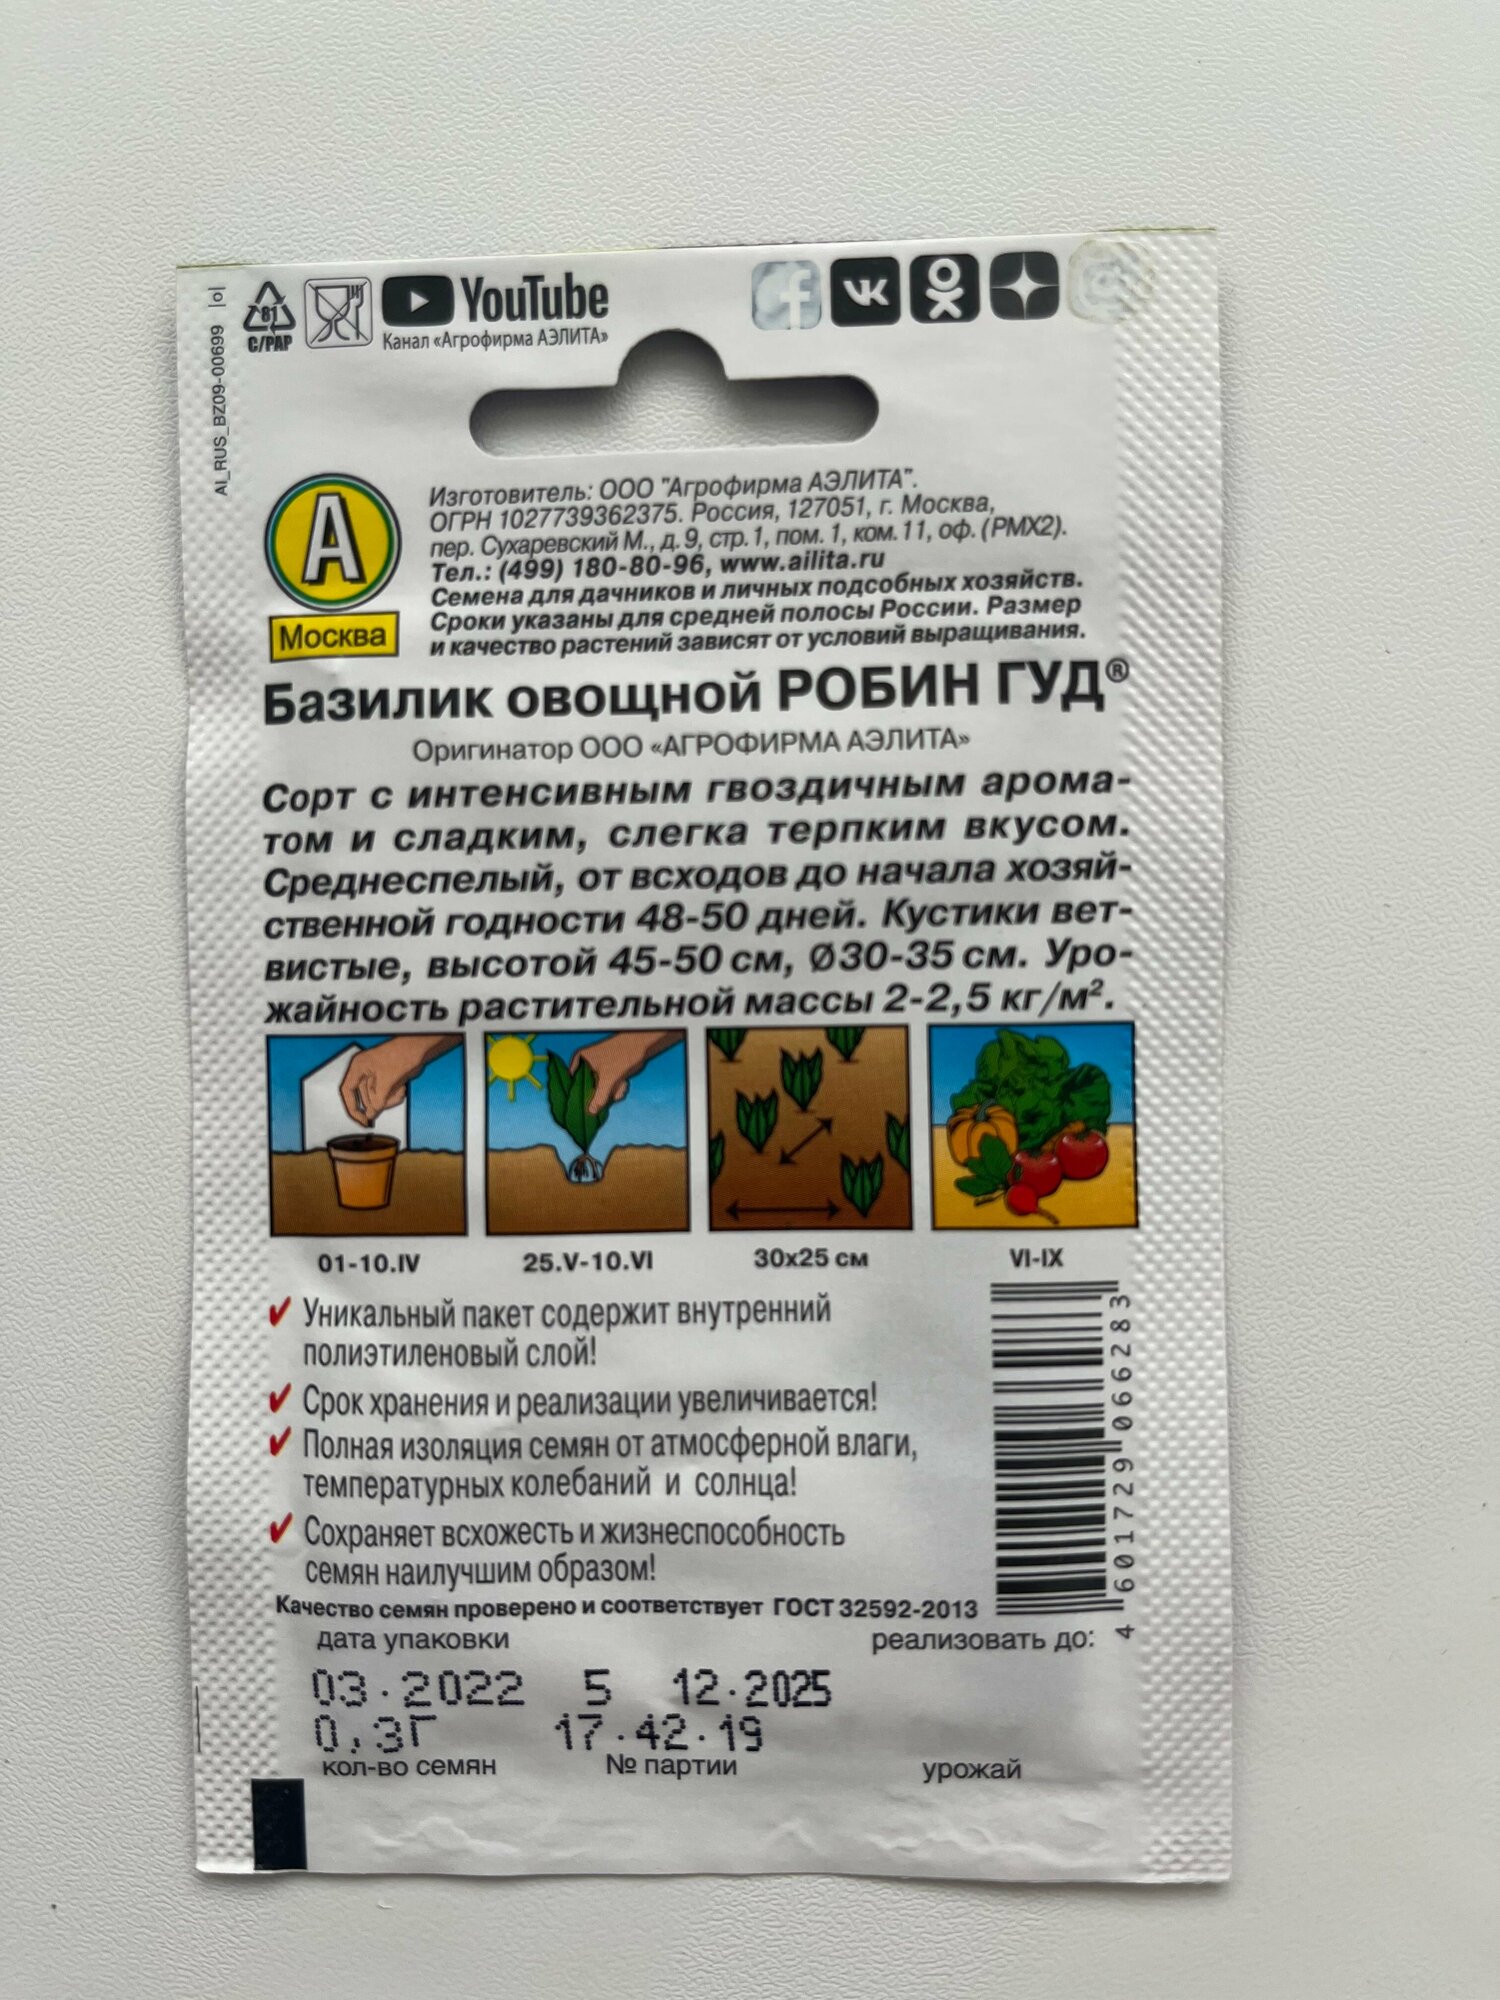 YouTube
Канал «Агрофирма АЭЛИТА»
81
C/PAP
AI_RUS_BZ09-00699 |o|
A
Москва
Изготовитель: ООО "Агрофирма АЭЛИТА".
ОГРН 1027739362375. Россия, 127051, г. Москва,
пер. Сухаревский М., д. 9, стр. 1, пом. 1, ком. 11, оф. (РМХ2).
Тел.: (499) 180-80-96, www.ailita.ru
Семена для дачников и личных подсобных хозяйств.
Сроки указаны для средней полосы России. Размер
и качество растений зависят от условий выращивания.
Базилик овощной РОБИН ГУД®
Оригинатор ООО «АГРОФИРМА АЭЛИТА»
Сорт с интенсивным гвоздичным арома-
том и сладким, слегка терпким вкусом.
Среднеспелый, от всходов до начала хозяй-
ственной годности 48-50 дней. Кустики вет-
вистые, высотой 45-50 см, Ø30-35 см. Уро-
жайность растительной массы 2-2,5 кг/м².
01-10.IV 25.V-10.VI 30x25 см VI-IX
✓ Уникальный пакет содержит внутренний
полиэтиленовый слой!
✓ Срок хранения и реализации увеличивается!
✓ Полная изоляция семян от атмосферной влаги,
температурных колебаний и солнца!
✓ Сохраняет всхожесть и жизнеспособность
семян наилучшим образом!
4 601729 066283
Качество семян проверено и соответствует ГОСТ 32592-2013
дата упаковки реализовать до:
03.2022 5 12.2025
0,3Г 17.42.19
кол-во семян № партии урожай